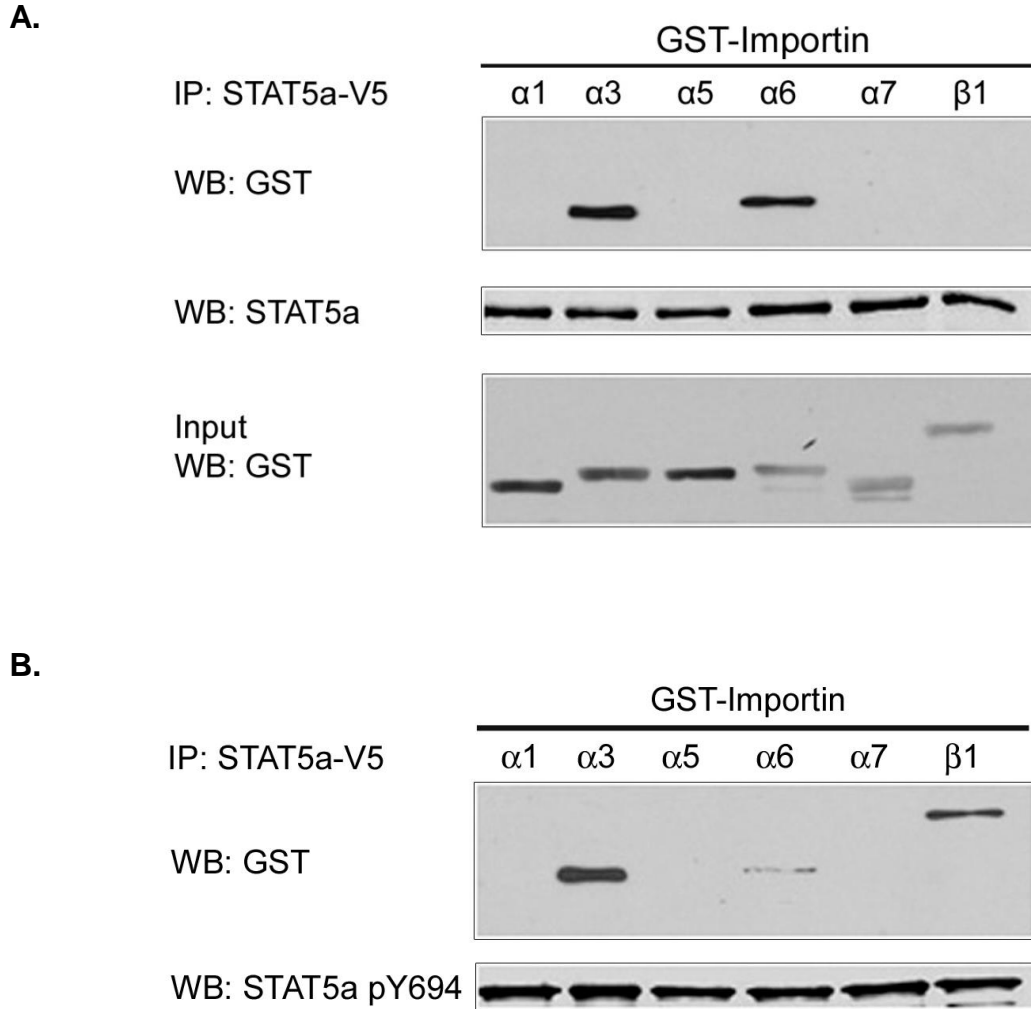 A.
GST-Importin
IP: STAT5a-V5 α1 α3 α5 α6 α7 β1
WB: GST
WB: STAT5a
Input
WB: GST
B.
GST-Importin
IP: STAT5a-V5 α1 α3 α5 α6 α7 β1
WB: GST
WB: STAT5a pY694